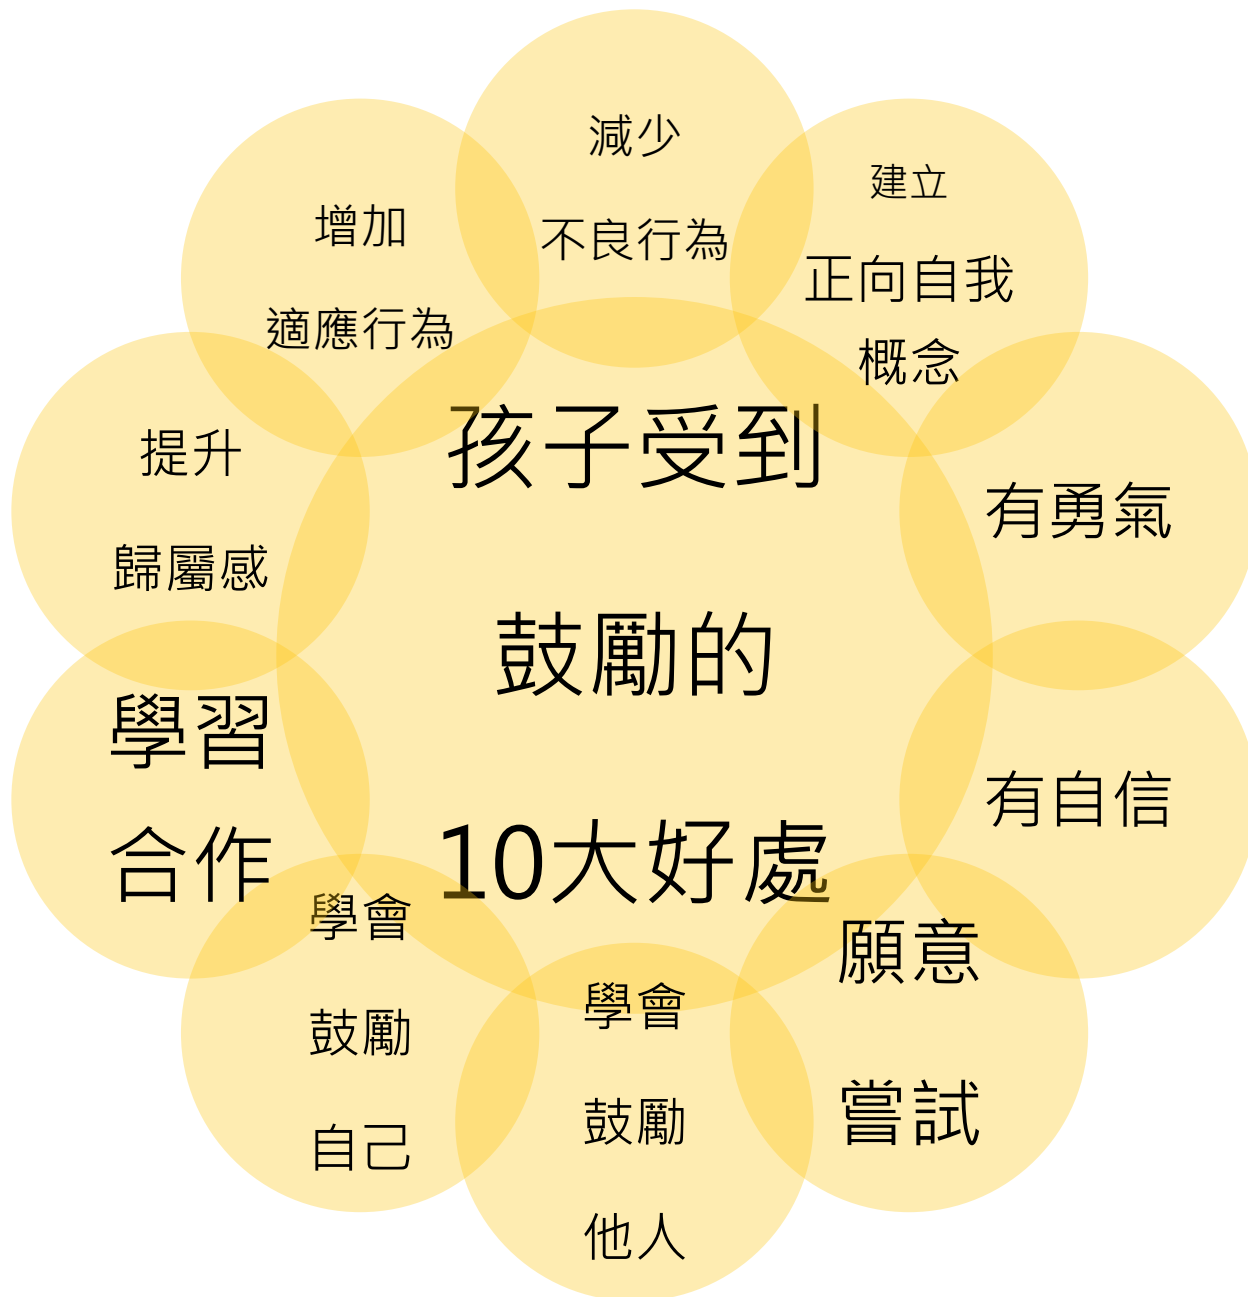 孩子受到
鼓勵的
10大好處
減少
不良行為
建立
正向自我
概念
有勇氣
有自信
願意
嘗試
學會
鼓勵
他人
學會
鼓勵
自己
學習
合作
提升
歸屬感
增加
適應行為